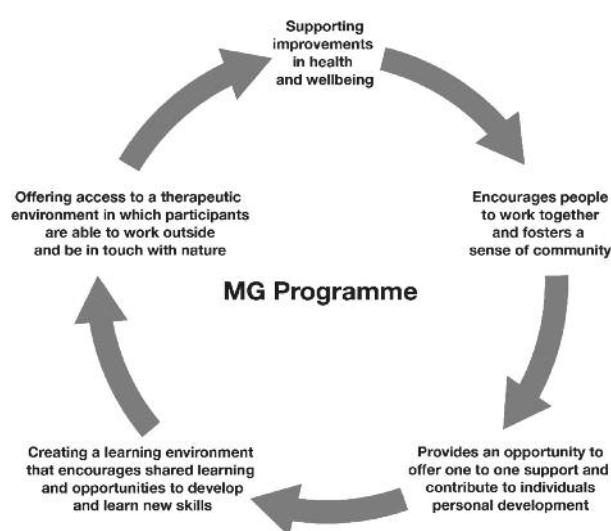 Supporting
improvements
in health
and wellbeing
Encourages people
to work together
and fosters a
sense of community
Provides an opportunity to
offer one to one support and
contribute to individuals
personal development
Creating a learning environment
that encourages shared learning
and opportunities to develop
and learn new skills
Offering access to a therapeutic
environment in which participants
are able to work outside
and be in touch with nature
MG Programme